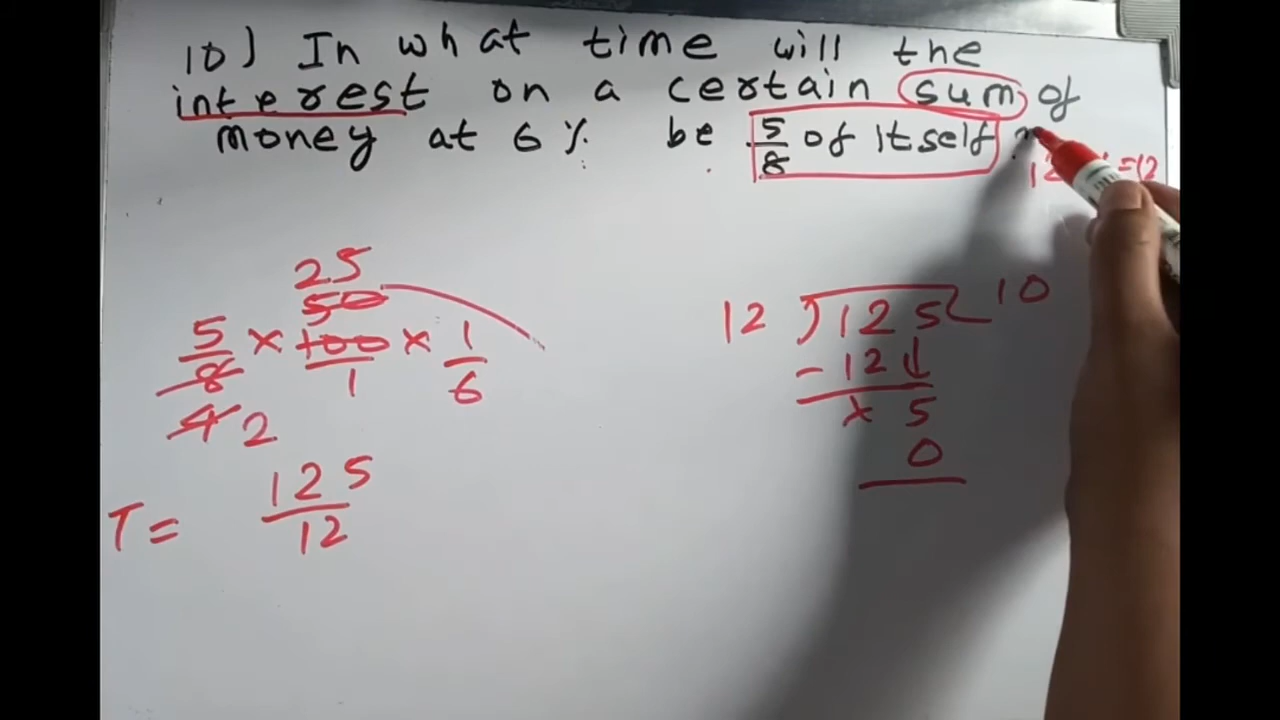 10) In what time will the
interest on a certain sum of
money at 6% be 5/8 of itself
= 12
25
50
5/8 × 100/1 × 1/6
4 2
T = 125/12
12 ) 125 ( 10
- 12 ↓
× 5
0